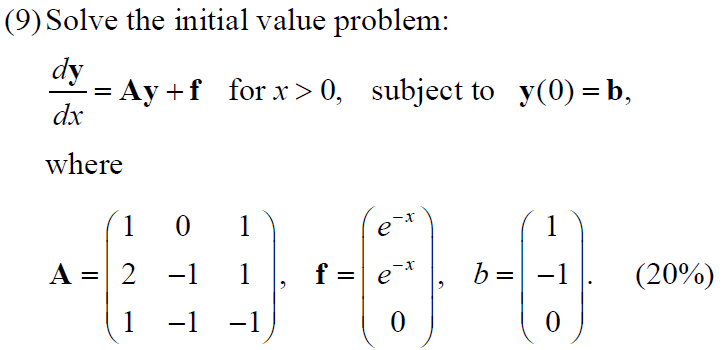 (9) Solve the initial value problem:
dy/dx = Ay + f for x > 0, subject to y(0) = b,
where
A = ( 1 0 1 ; 2 −1 1 ; 1 −1 −1 ), f = ( e^{−x} ; e^{−x} ; 0 ), b = ( 1 ; −1 ; 0 ). (20%)